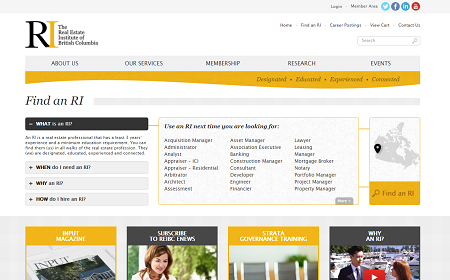 Login • Member Area
RI The Real Estate Institute of British Columbia
Home • Find an RI • Career Postings • View Cart • Contact Us
Search
ABOUT US OUR SERVICES MEMBERSHIP RESEARCH EVENTS
Designated • Educated • Experienced • Connected
Find an RI
− WHAT is an RI?
An RI is a real estate professional that has a least 3 years'
experience and a minimum education requirement. You can
find them (us) in all walks of the real estate profession. They
(we) are designated, educated, experienced and connected.
+ WHEN do I need an RI?
+ WHY an RI?
+ HOW do I hire an RI?
Use an RI next time you are looking for:
Acquisition Manager
Administrator
Analyst
Appraiser - ICI
Appraiser - Residential
Arbitrator
Architect
Assessment
Asset Manager
Association Executive
Banking
Construction Manager
Consultant
Developer
Engineer
Financier
Lawyer
Leasing
Manager
Mortgage Broker
Notary
Portfolio Manager
Project Manager
Property Manager
More >
Find an RI
INPUT
MAGAZINE
SUBSCRIBE
TO REIBC ENEWS
STRATA
GOVERNANCE TRAINING
WHY
AN RI?
INPUT